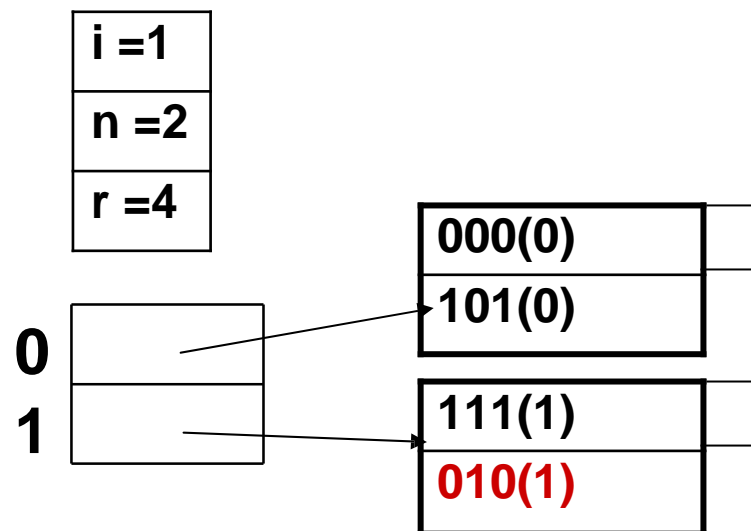 i =1
n =2
r =4
000(0)
101(0)
0
1
111(1)
010(1)